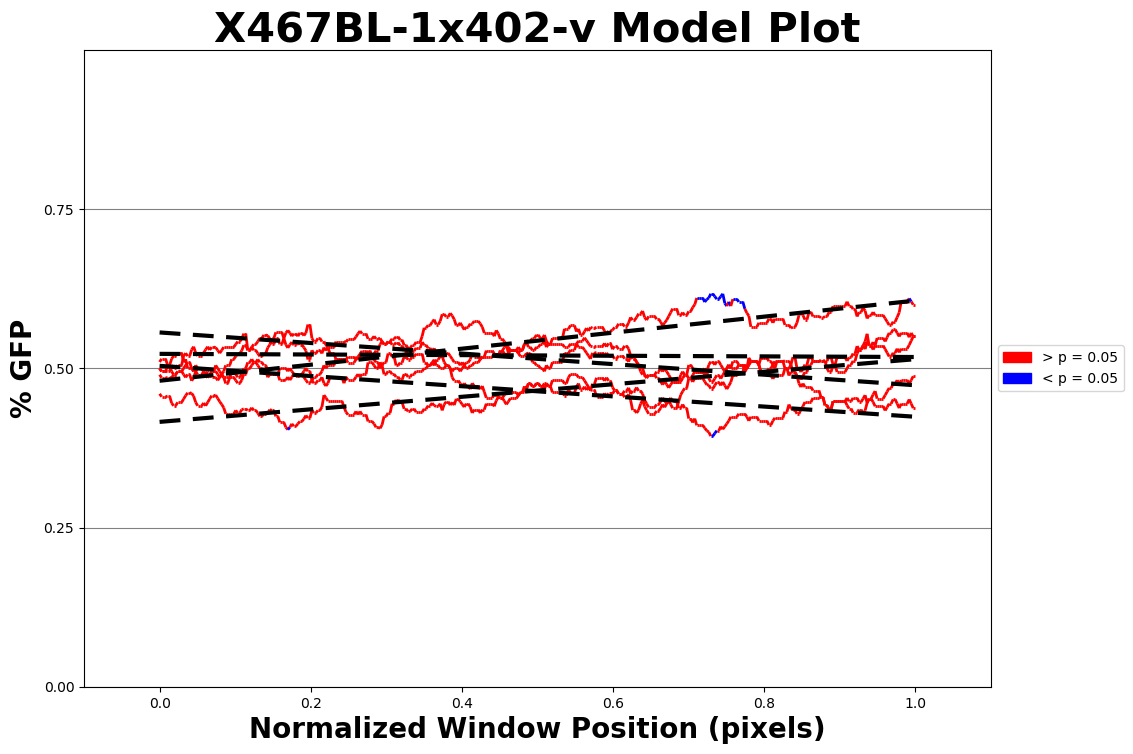 X467BL-1x402-v Model Plot
% GFP
0.75
0.50
0.25
0.00
0.0 0.2 0.4 0.6 0.8 1.0
Normalized Window Position (pixels)
> p = 0.05
< p = 0.05